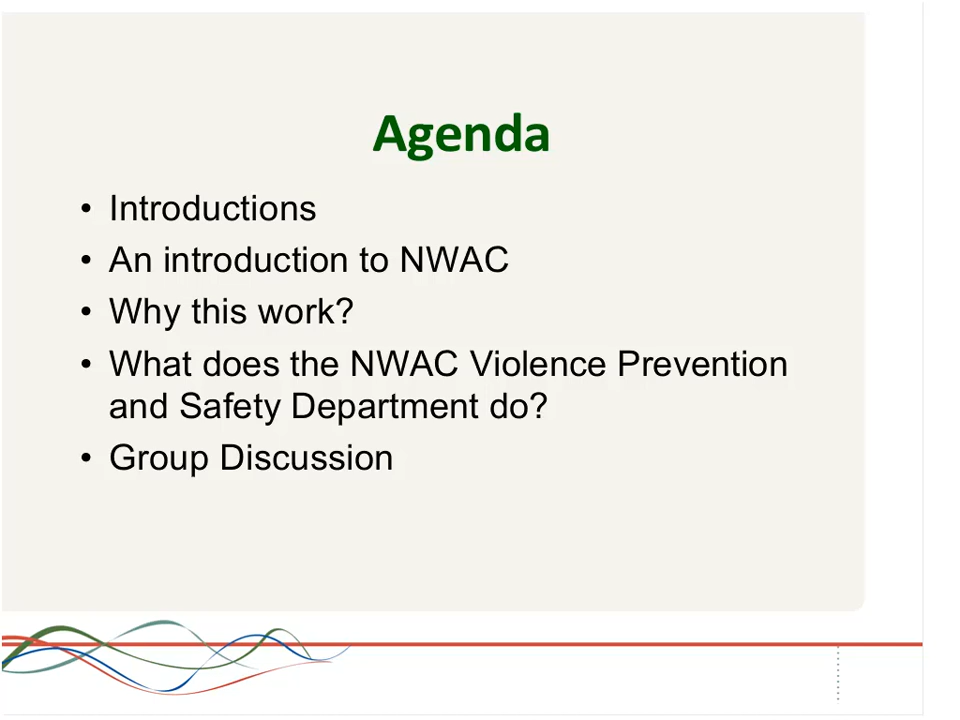 Agenda
• Introductions
• An introduction to NWAC
• Why this work?
• What does the NWAC Violence Prevention
and Safety Department do?
• Group Discussion